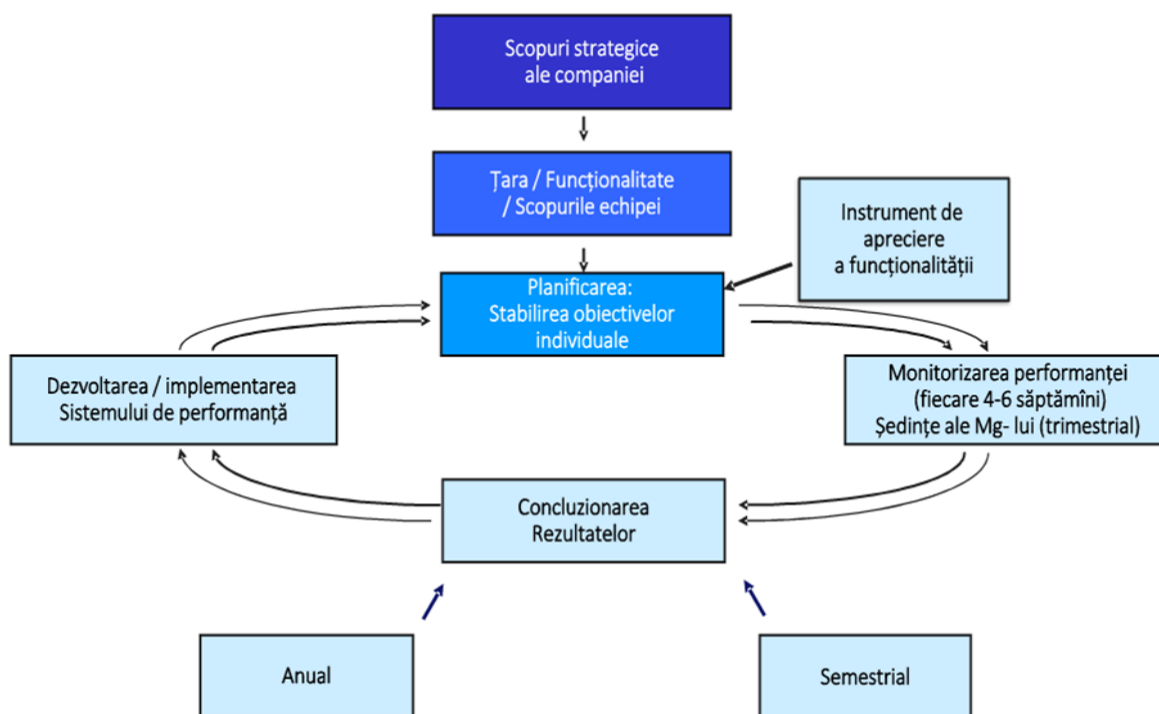 Scopuri strategice
ale companiei
Țara / Funcționalitate
/ Scopurile echipei
Instrument de
apreciere
a funcționalității
Planificarea:
Stabilirea obiectivelor
individuale
Dezvoltarea / implementarea
Sistemului de performanță
Monitorizarea performanței
(fiecare 4-6 săptămîni)
Ședințe ale Mg- lui (trimestrial)
Concluzionarea
Rezultatelor
Anual
Semestrial